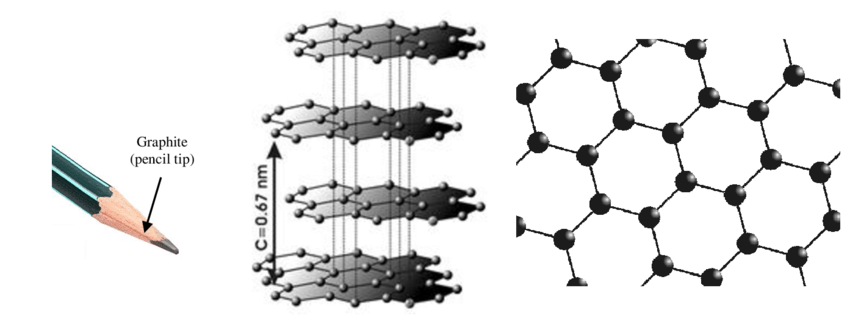 Graphite
(pencil tip)
C=0.67 nm